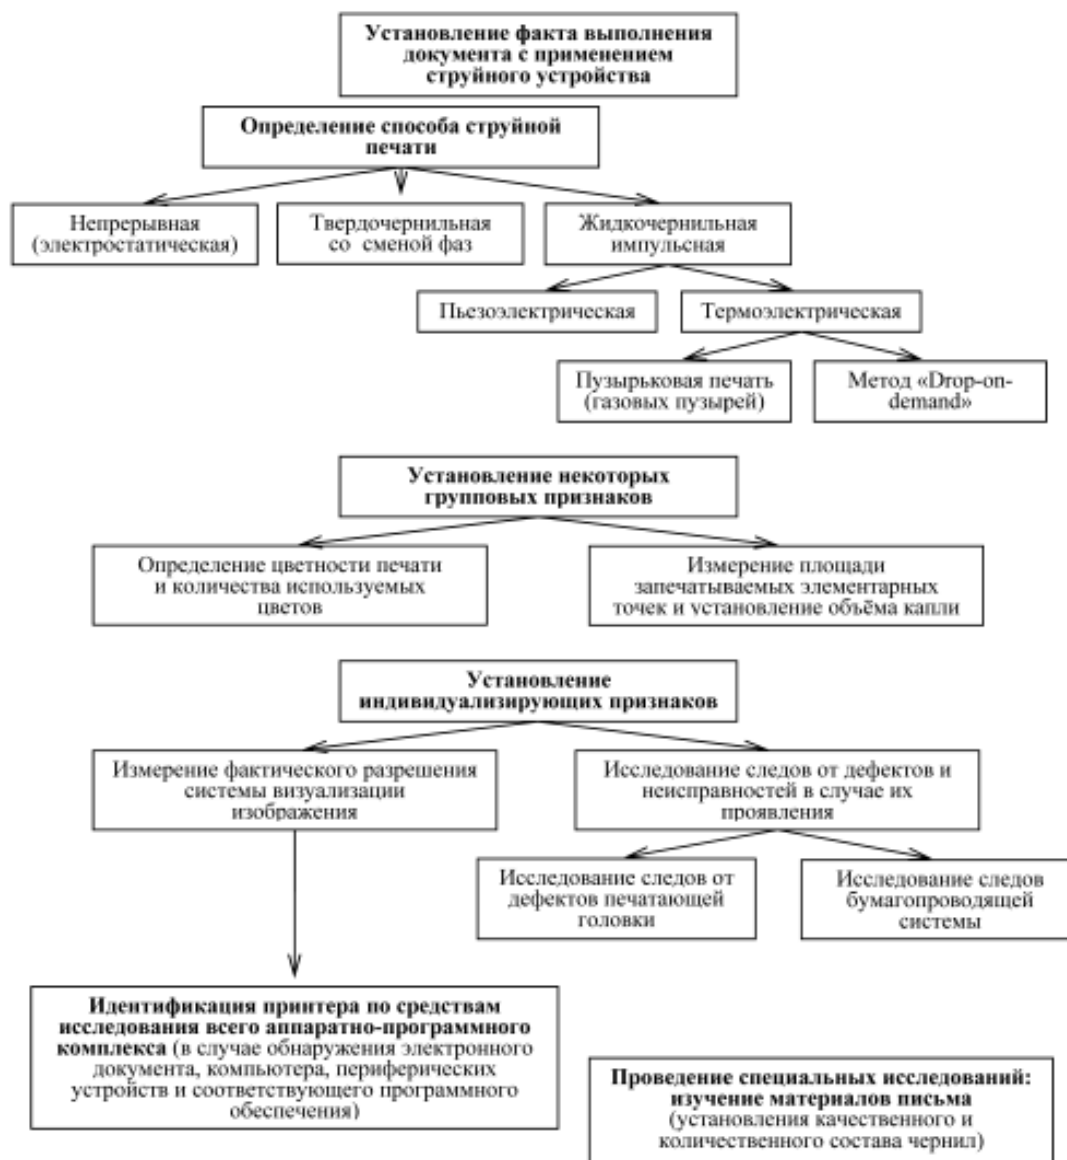 Установление факта выполнения
документа с применением
струйного устройства
Определение способа струйной
печати
Непрерывная
(электростатическая)
Твердочернильная
со сменой фаз
Жидкочернильная
импульсная
Пьезоэлектрическая
Термоэлектрическая
Пузырьковая печать
(газовых пузырей)
Метод «Drop-on-
demand»
Установление некоторых
групповых признаков
Определение цветности печати
и количества используемых
цветов
Измерение площади
запечатываемых элементарных
точек и установление объёма капли
Установление
индивидуализирующих признаков
Измерение фактического разрешения
системы визуализации
изображения
Исследование следов от дефектов и
неисправностей в случае их
проявления
Исследование следов от
дефектов печатающей
головки
Исследование следов
бумагопроводящей
системы
Идентификация принтера по средствам
исследования всего аппаратно-программного
комплекса (в случае обнаружения электронного
документа, компьютера, периферических
устройств и соответствующего программного
обеспечения)
Проведение специальных исследований:
изучение материалов письма
(установления качественного и
количественного состава чернил)